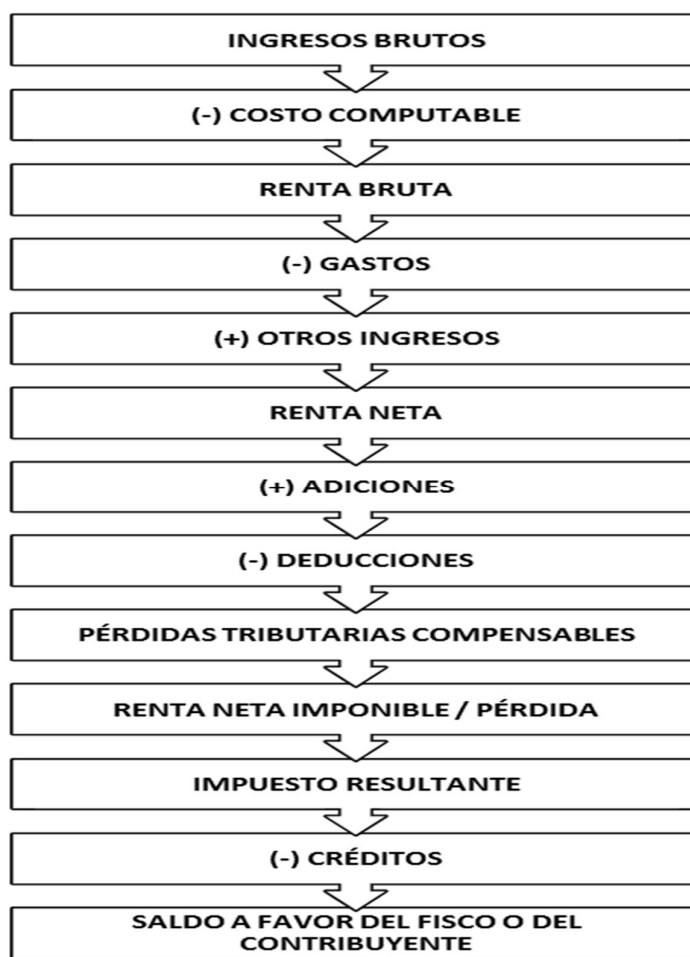 INGRESOS BRUTOS
(-) COSTO COMPUTABLE
RENTA BRUTA
(-) GASTOS
(+) OTROS INGRESOS
RENTA NETA
(+) ADICIONES
(-) DEDUCCIONES
PÉRDIDAS TRIBUTARIAS COMPENSABLES
RENTA NETA IMPONIBLE / PÉRDIDA
IMPUESTO RESULTANTE
(-) CRÉDITOS
SALDO A FAVOR DEL FISCO O DEL
CONTRIBUYENTE